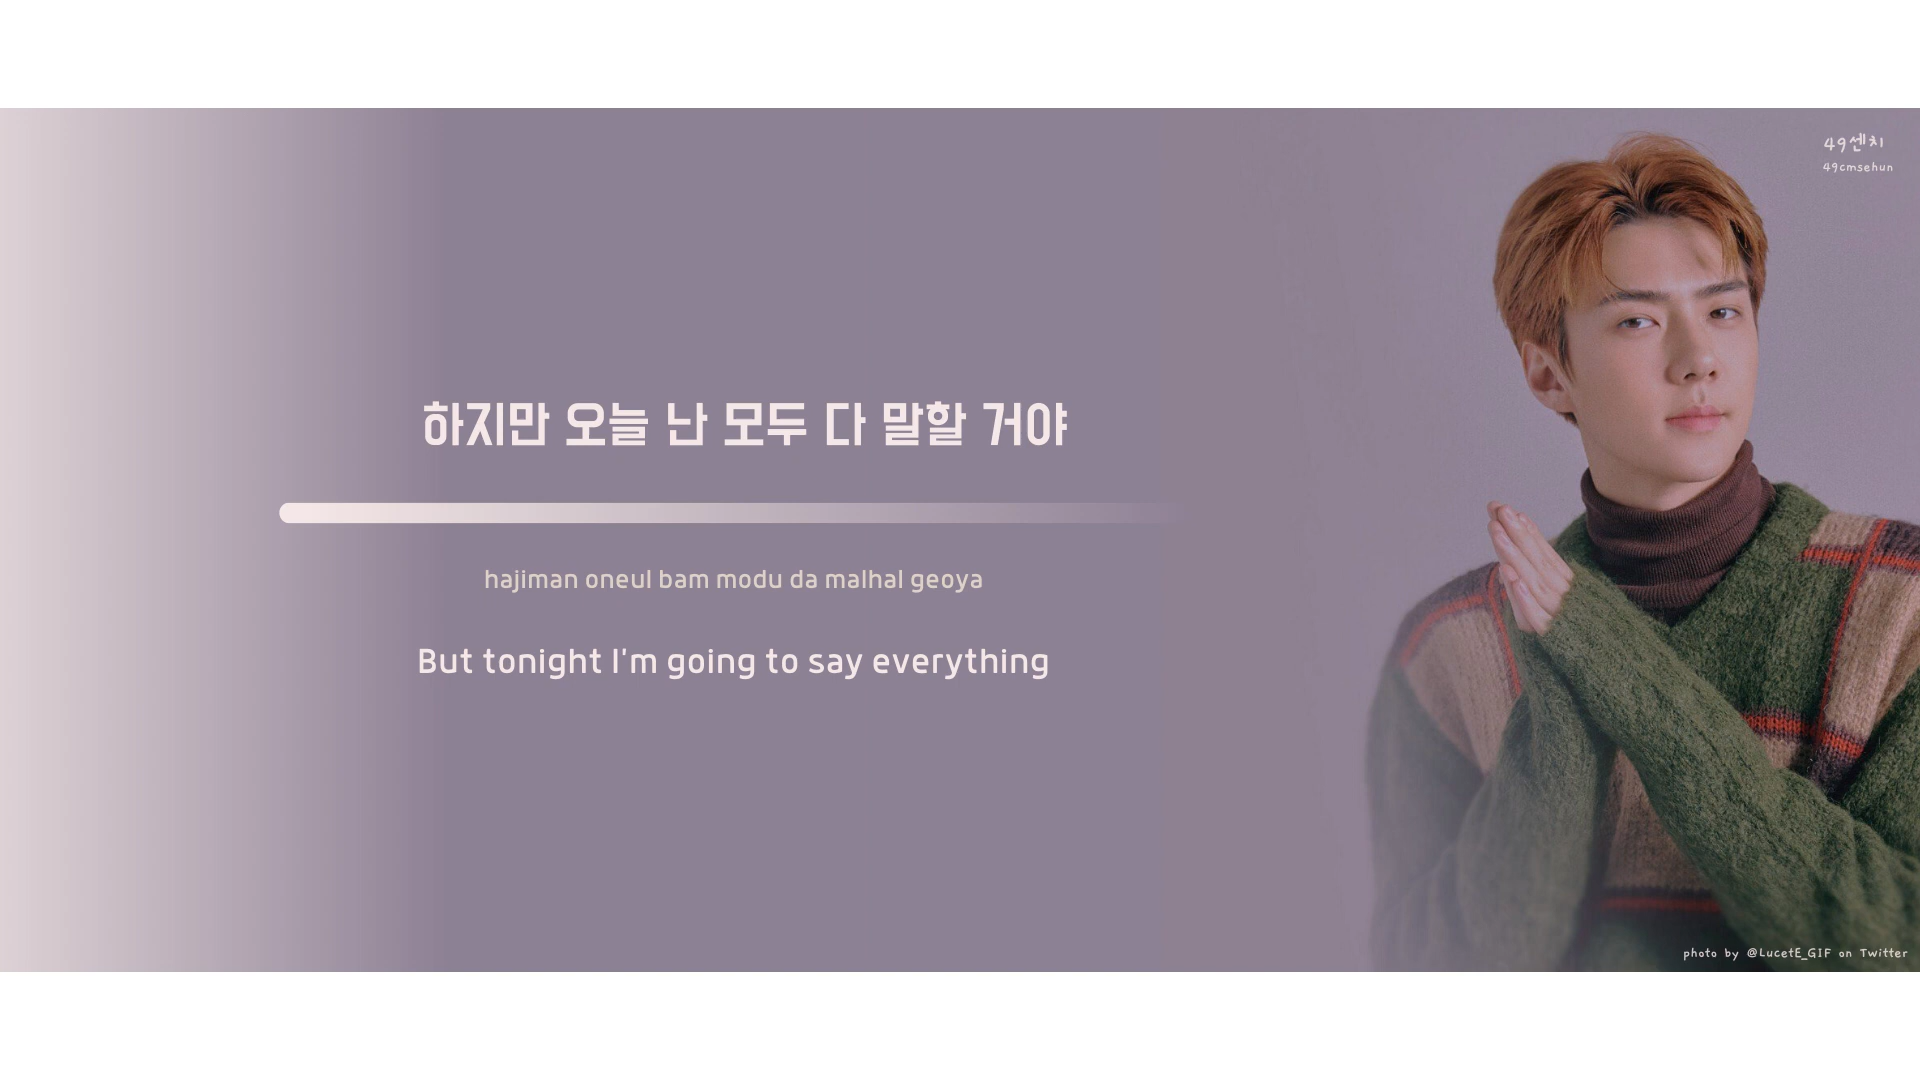 49센치
49cmsehun
하지만 오늘 난 모두 다 말할 거야
hajiman oneul bam modu da malhal geoya
But tonight I'm going to say everything
photo by @LucetE_GIF on Twitter